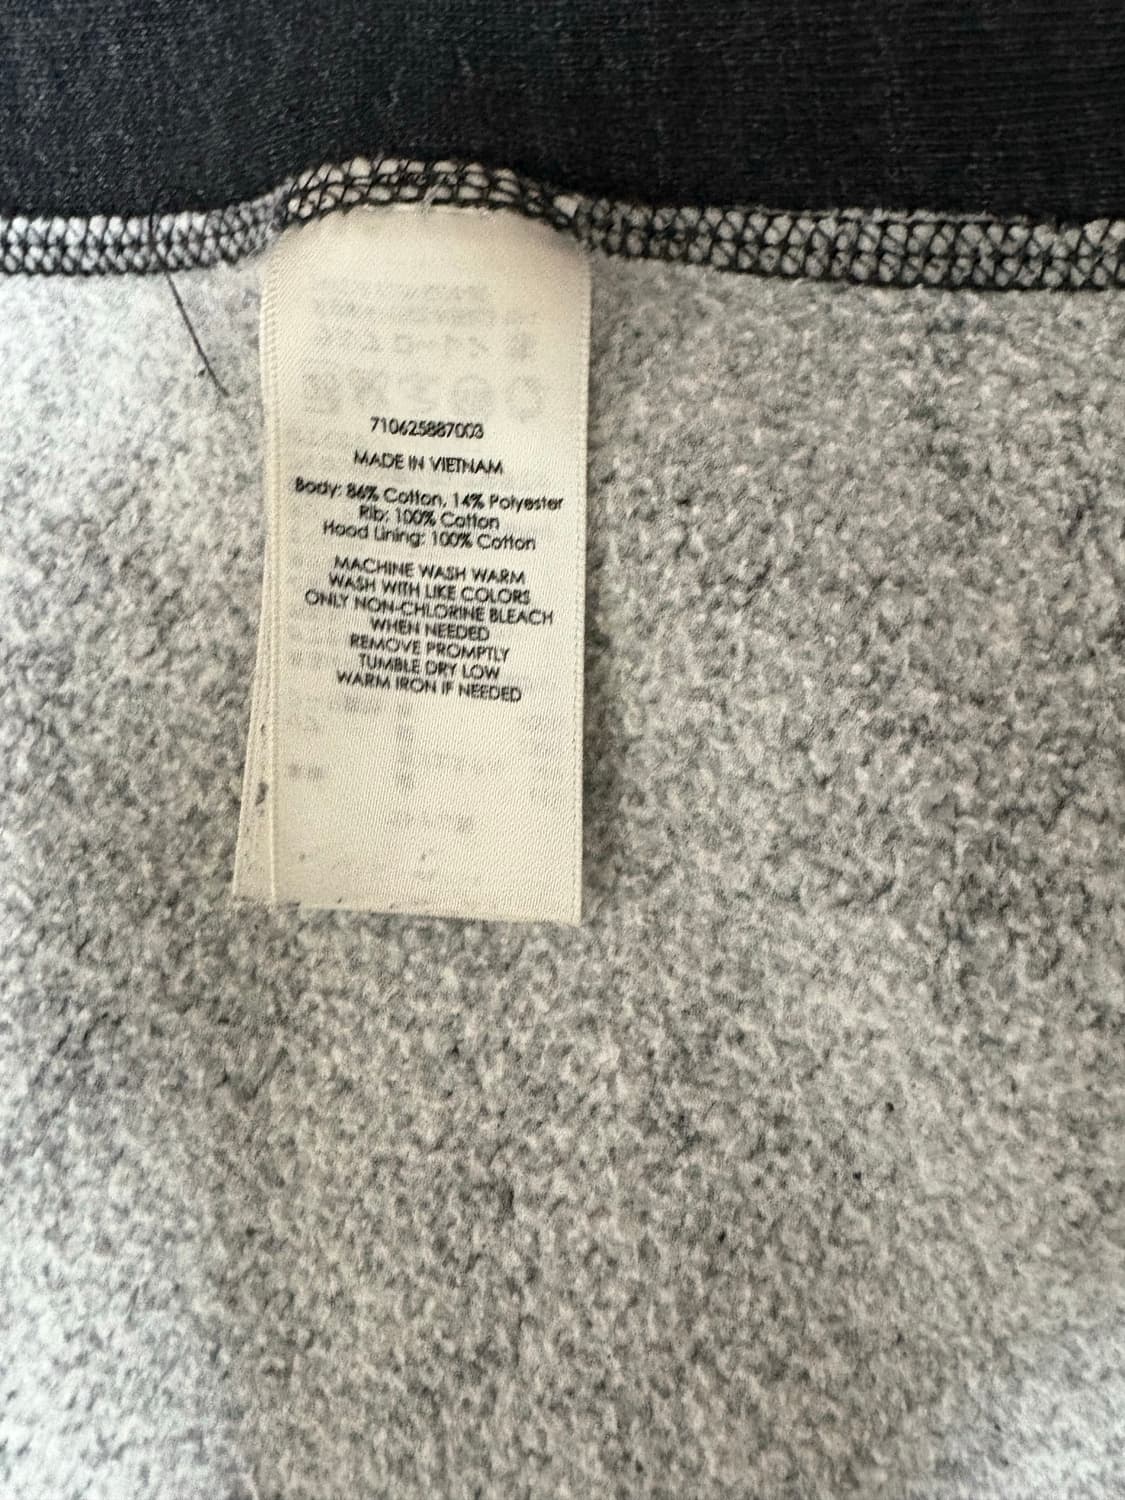 710625887003
MADE IN VIETNAM
Body: 86% Cotton, 14% Polyester
Rib: 100% Cotton
Hood Lining: 100% Cotton
MACHINE WASH WARM
WASH WITH LIKE COLORS
ONLY NON-CHLORINE BLEACH
WHEN NEEDED
REMOVE PROMPTLY
TUMBLE DRY LOW
WARM IRON IF NEEDED